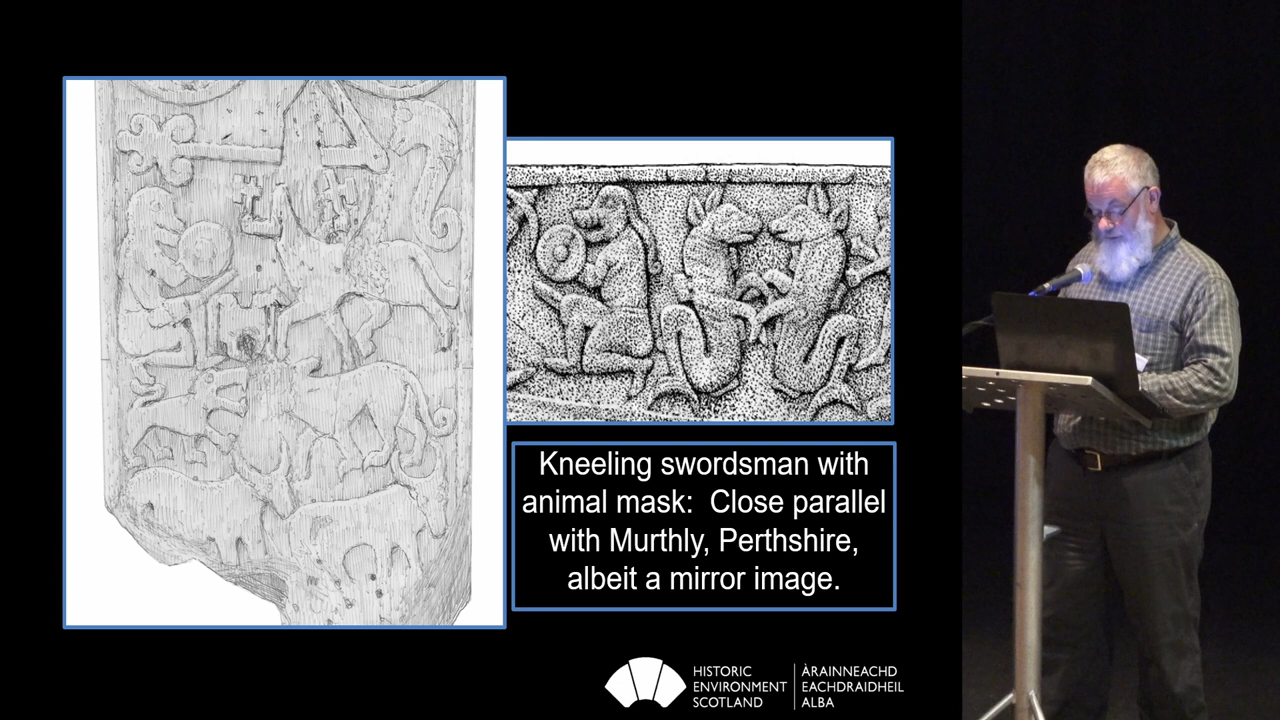 Kneeling swordsman with
animal mask:  Close parallel
with Murthly, Perthshire,
albeit a mirror image.
HISTORIC
ENVIRONMENT
SCOTLAND
ÀRAINNEACHD
EACHDRAIDHEIL
ALBA